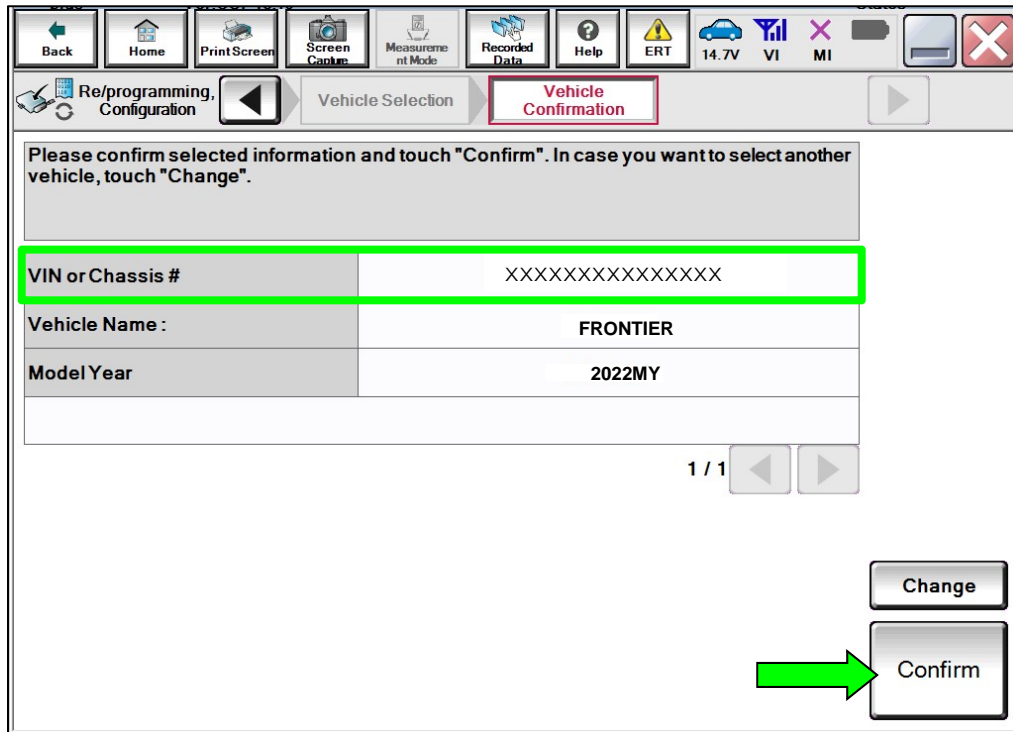 Back
Home
Print Screen
Screen
Capture
Measureme
nt Mode
Recorded
Data
Help
ERT
14.7V
VI
MI
Re/programming,
Configuration
Vehicle Selection
Vehicle
Confirmation
Please confirm selected information and touch "Confirm". In case you want to select another
vehicle, touch "Change".
VIN or Chassis # XXXXXXXXXXXXXXX
Vehicle Name : FRONTIER
Model Year 2022MY
1 / 1
Change
Confirm